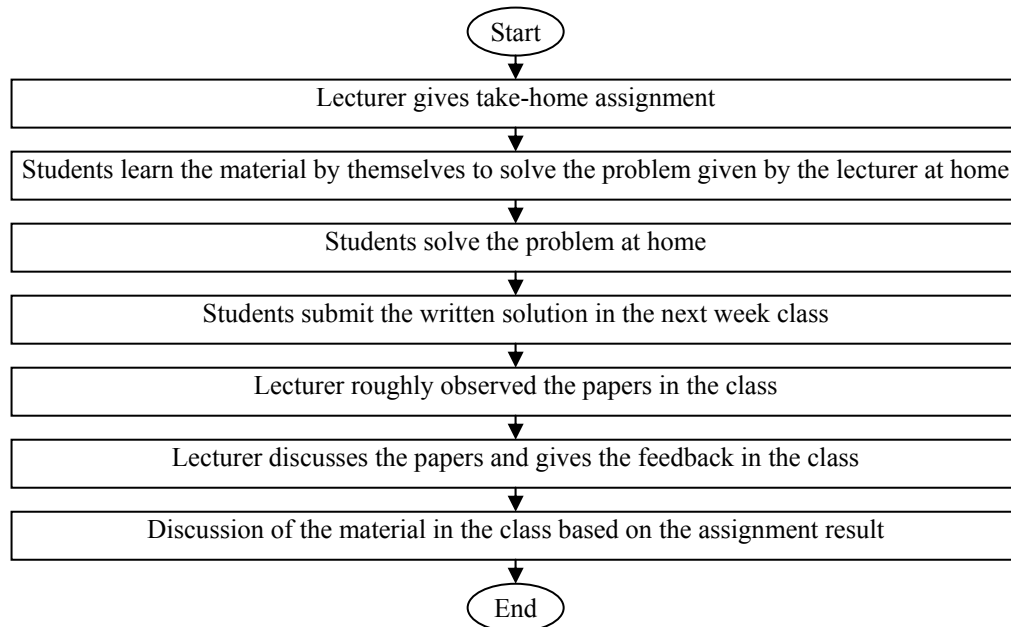 Start
Lecturer gives take-home assignment
Students learn the material by themselves to solve the problem given by the lecturer at home
Students solve the problem at home
Students submit the written solution in the next week class
Lecturer roughly observed the papers in the class
Lecturer discusses the papers and gives the feedback in the class
Discussion of the material in the class based on the assignment result
End